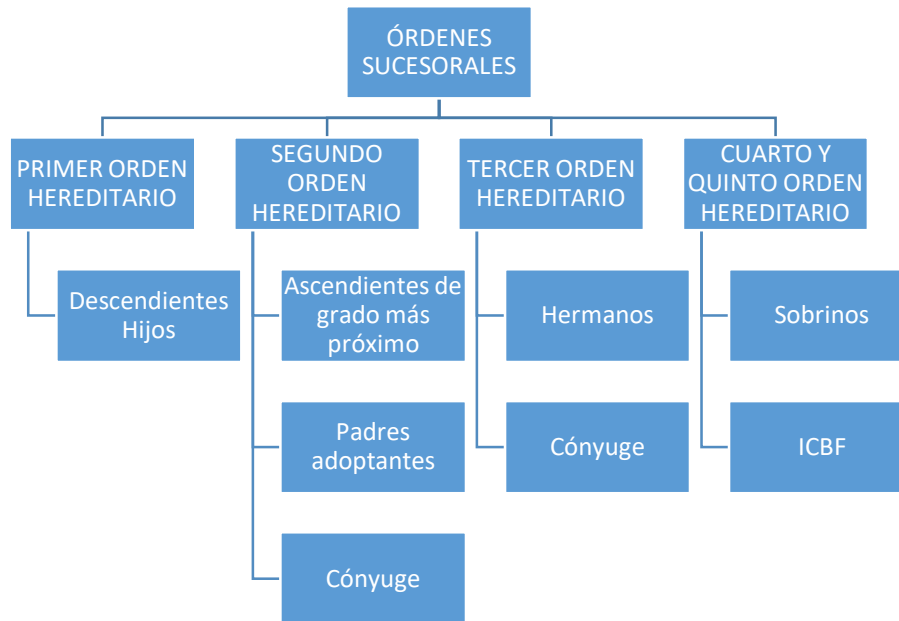 ÓRDENES
SUCESORALES
PRIMER ORDEN
HEREDITARIO
SEGUNDO
ORDEN
HEREDITARIO
TERCER ORDEN
HEREDITARIO
CUARTO Y
QUINTO ORDEN
HEREDITARIO
Descendientes
Hijos
Ascendientes de
grado más
próximo
Hermanos
Sobrinos
Padres
adoptantes
Cónyuge
ICBF
Cónyuge